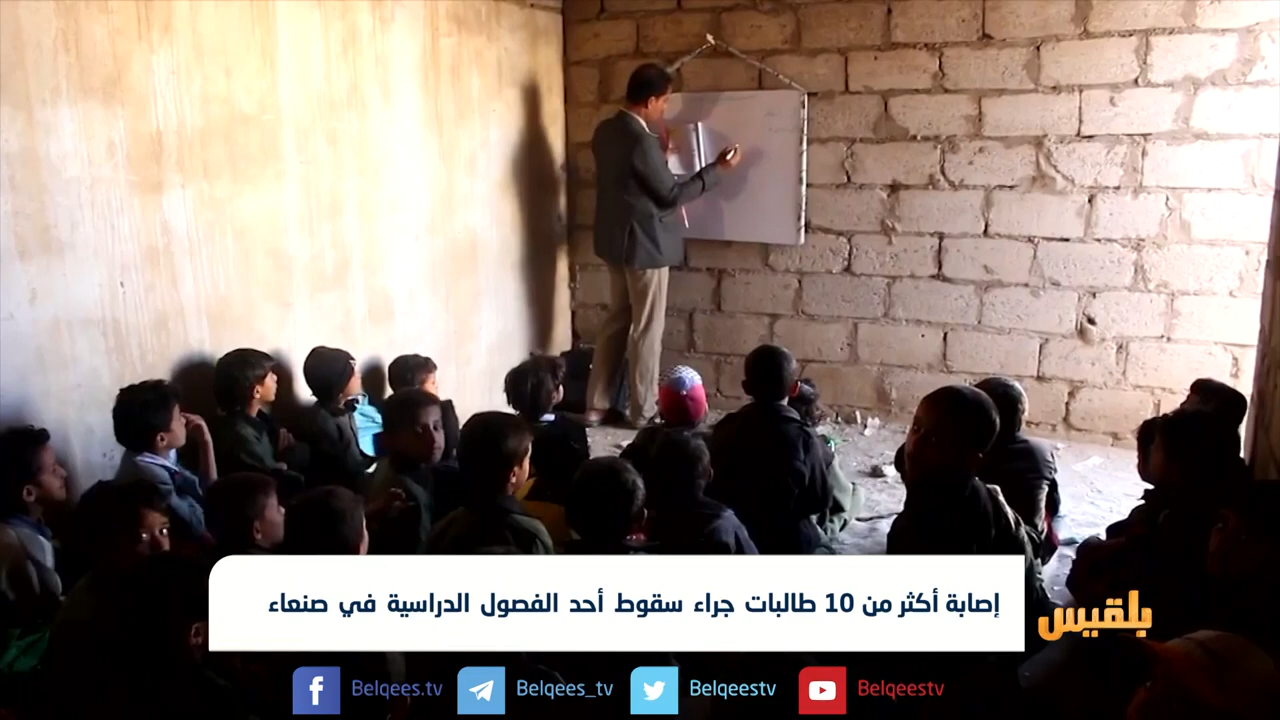 إصابة أكثر من 10 طالبات جراء سقوط أحد الفصول الدراسية في صنعاء
بلقيس
Belqees.tv
Belqees_tv
Belqeestv
Belqeestv